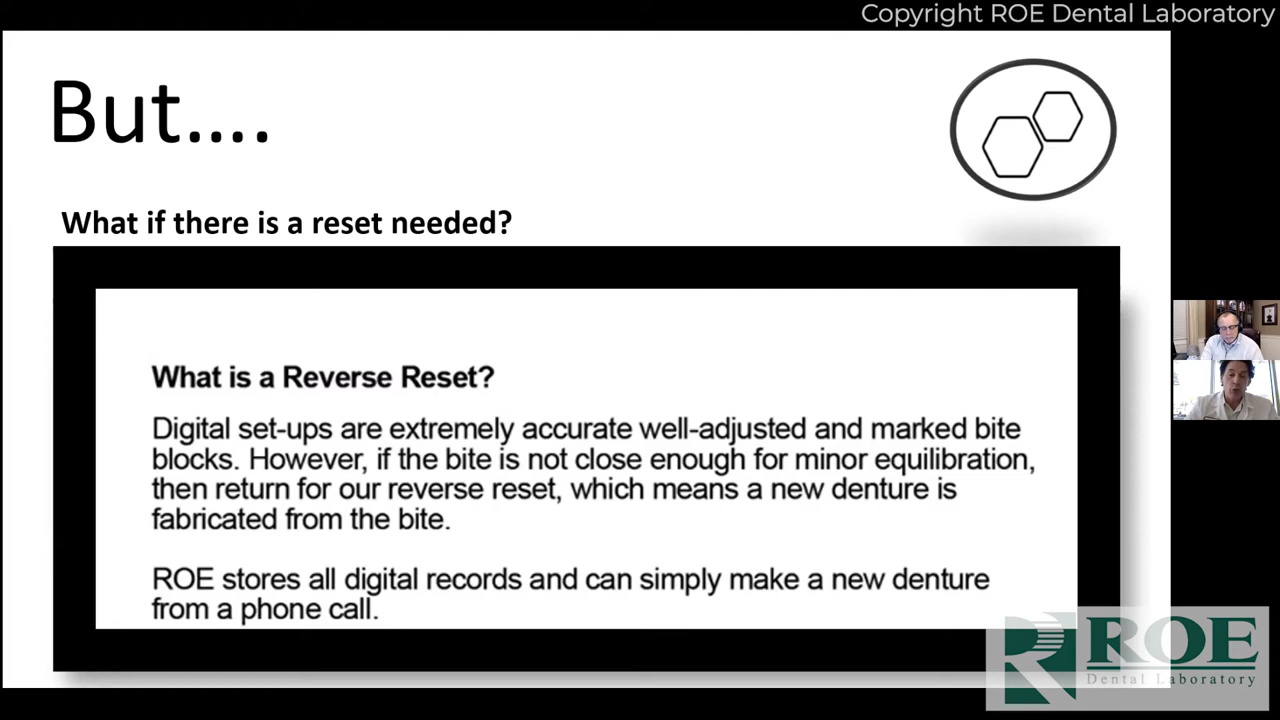 Copyright ROE Dental Laboratory
But....
What if there is a reset needed?
What is a Reverse Reset?
Digital set-ups are extremely accurate well-adjusted and marked bite
blocks. However, if the bite is not close enough for minor equilibration,
then return for our reverse reset, which means a new denture is
fabricated from the bite.
ROE stores all digital records and can simply make a new denture
from a phone call.
ROE
Dental Laboratory